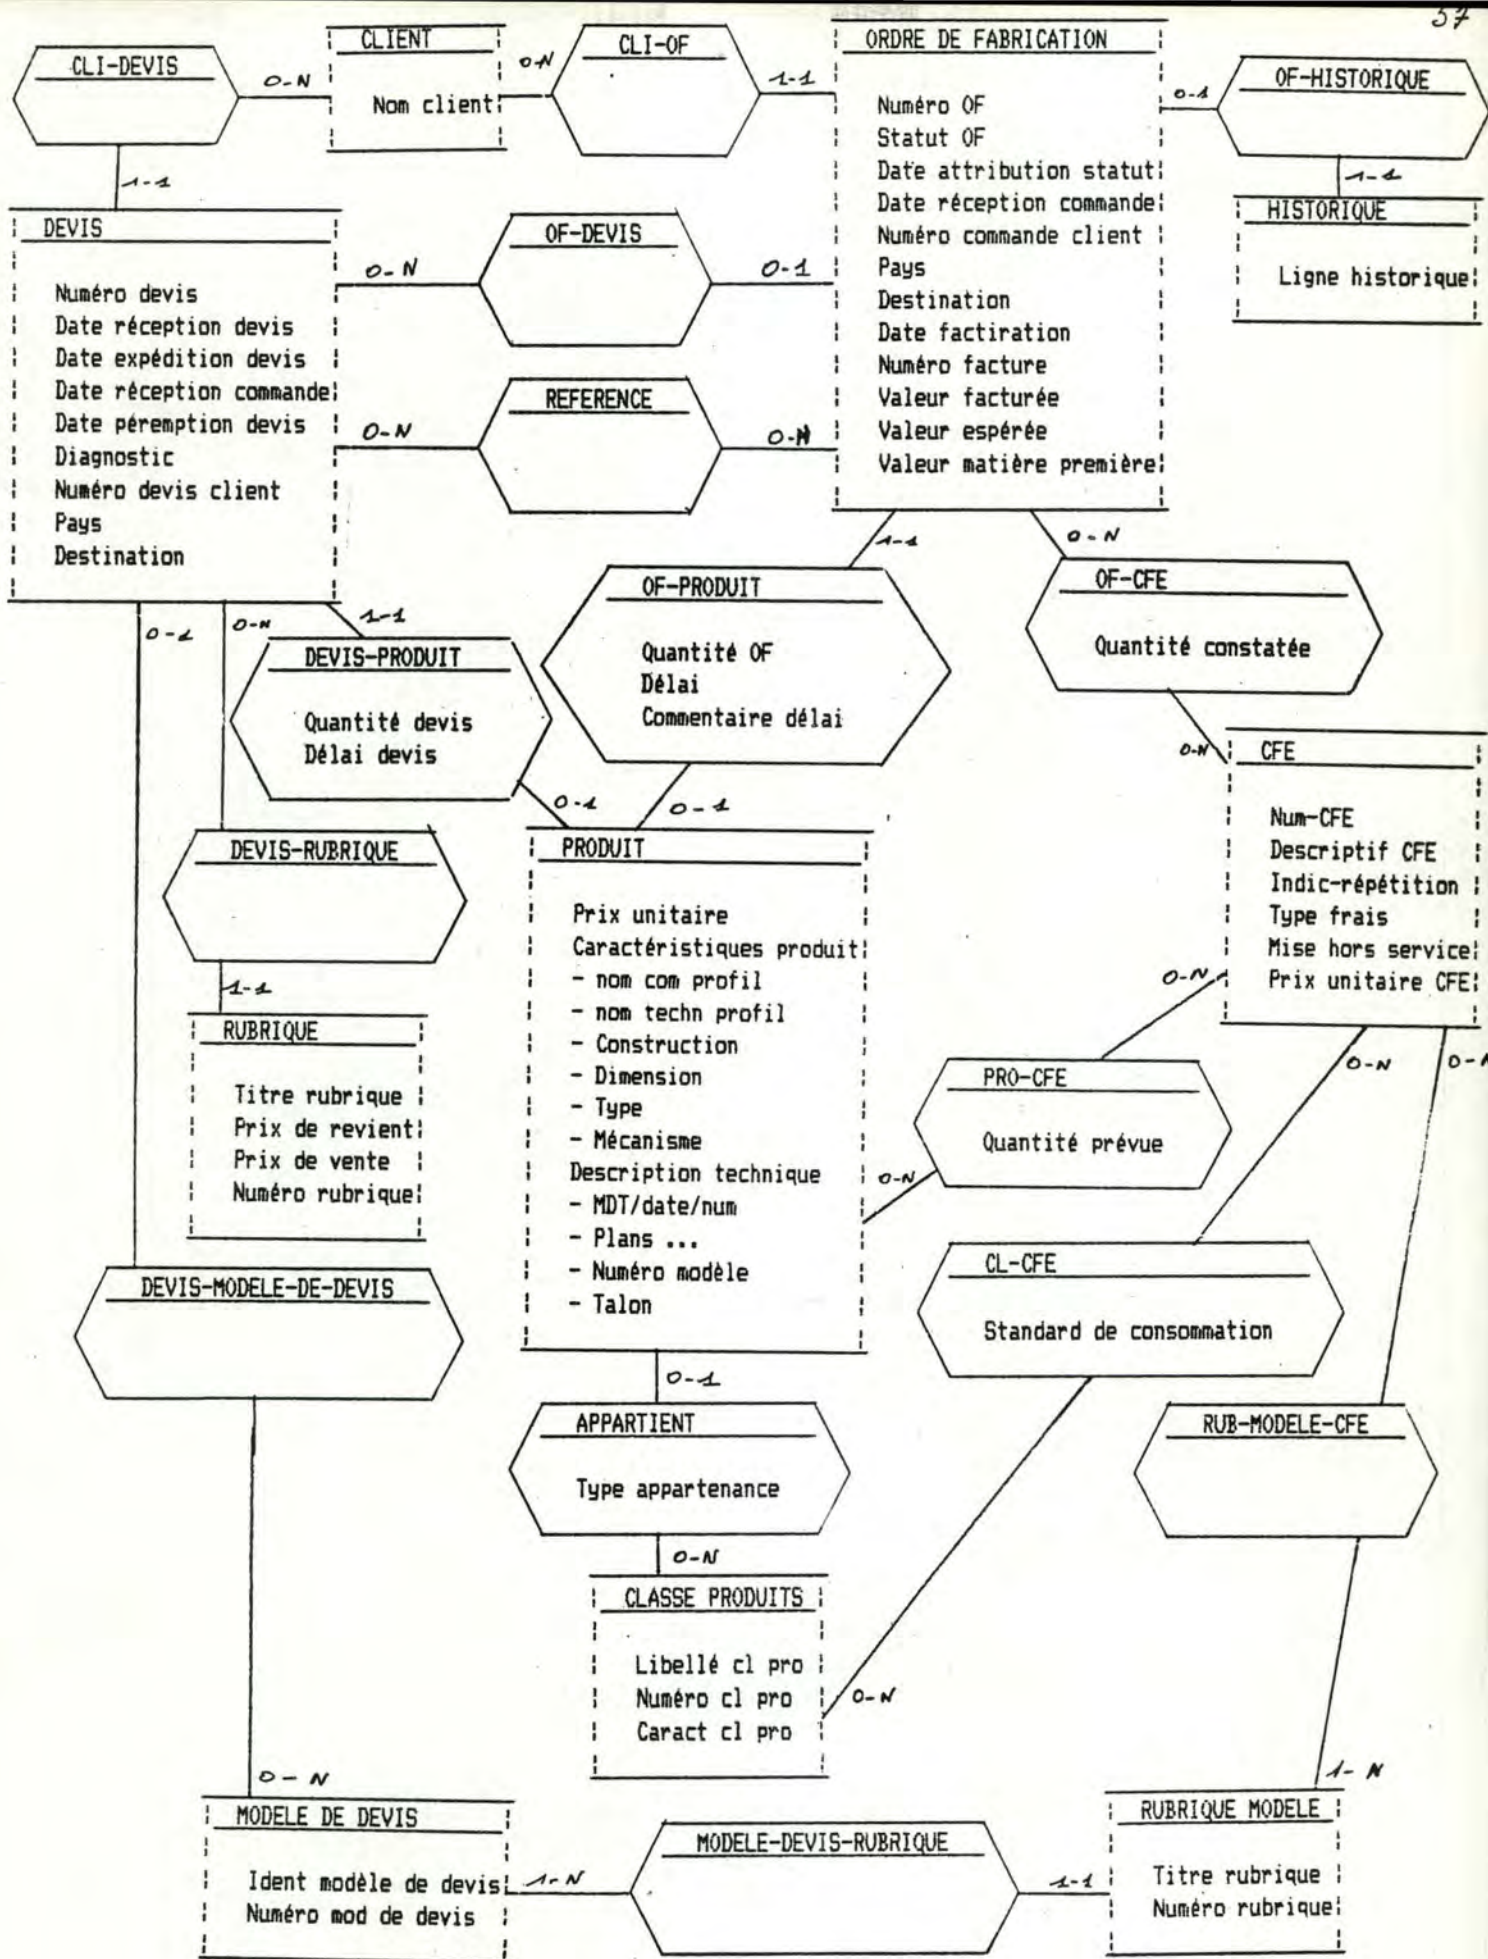 57
CLI-DEVIS
0-N
CLIENT
Nom client
0-N
CLI-OF
1-1
ORDRE DE FABRICATION
Numéro OF
Statut OF
Date attribution statut
Date réception commande
Numéro commande client
Pays
Destination
Date factiration
Numéro facture
Valeur facturée
Valeur espérée
Valeur matière première
0-1
OF-HISTORIQUE
1-1
HISTORIQUE
Ligne historique
1-1
DEVIS
Numéro devis
Date réception devis
Date expédition devis
Date réception commande
Date péremption devis
Diagnostic
Numéro devis client
Pays
Destination
0-N
OF-DEVIS
0-1
0-N
REFERENCE
0-N
1-1
OF-PRODUIT
Quantité OF
Délai
Commentaire délai
0-1
0-N
OF-CFE
Quantité constatée
0-N
0-1
0-N
1-1
DEVIS-PRODUIT
Quantité devis
Délai devis
0-1
CFE
Num-CFE
Descriptif CFE
Indic-répétition
Type frais
Mise hors service
Prix unitaire CFE
DEVIS-RUBRIQUE
1-1
RUBRIQUE
Titre rubrique
Prix de revient
Prix de vente
Numéro rubrique
PRODUIT
Prix unitaire
Caractéristiques produit
- nom com profil
- nom techn profil
- Construction
- Dimension
- Type
- Mécanisme
Description technique
- MDT/date/num
- Plans ...
- Numéro modèle
- Talon
0-N
PRO-CFE
Quantité prévue
0-N
0-N
0-N
CL-CFE
Standard de consommation
DEVIS-MODELE-DE-DEVIS
0-1
APPARTIENT
Type appartenance
0-N
RUB-MODELE-CFE
CLASSE PRODUITS
Libellé cl pro
Numéro cl pro
Caract cl pro
0-N
0-N
1-N
MODELE DE DEVIS
Ident modèle de devis
Numéro mod de devis
1-N
MODELE-DEVIS-RUBRIQUE
1-1
RUBRIQUE MODELE
Titre rubrique
Numéro rubrique